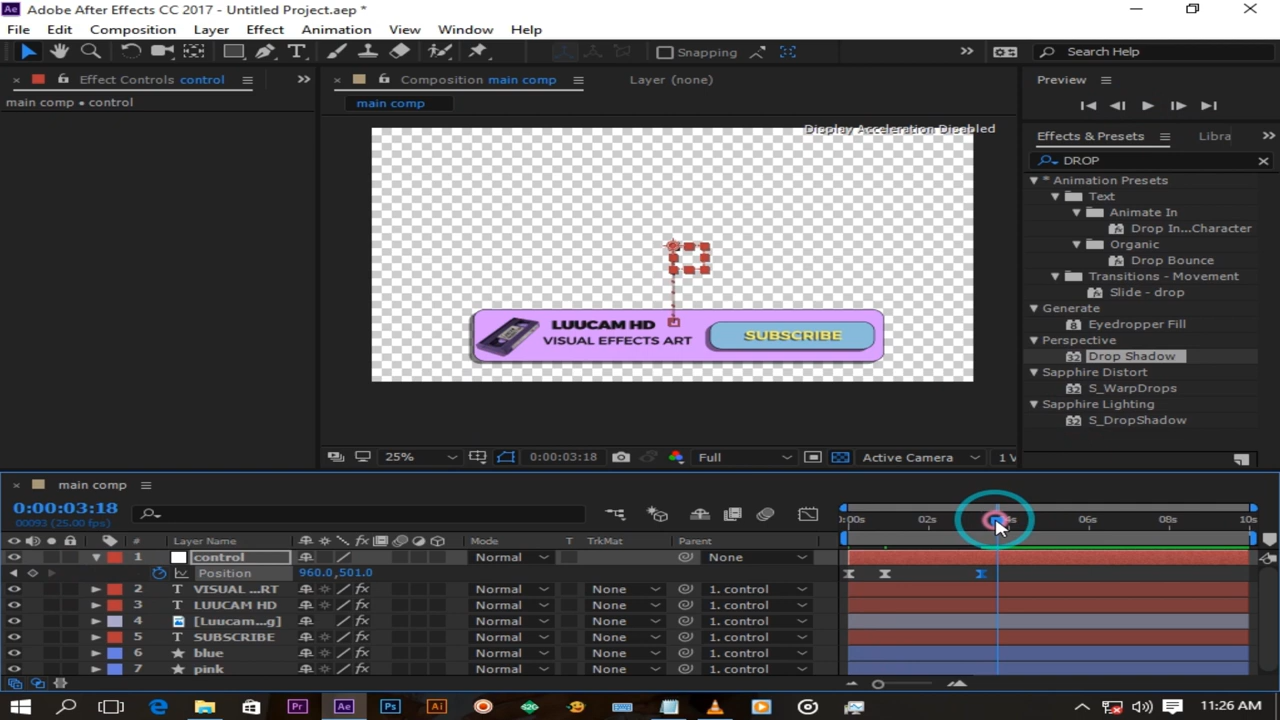 Adobe After Effects CC 2017 - Untitled Project.aep *
File Edit Composition Layer Effect Animation View Window Help
Snapping
Search Help
Effect Controls control
Composition main comp
Layer (none)
Preview
main comp • control
main comp
Display Acceleration Disabled
Effects & Presets
Libra
DROP
* Animation Presets
Text
Animate In
Drop In...Character
Organic
Drop Bounce
Transitions - Movement
Slide - drop
Generate
Eyedropper Fill
Perspective
Drop Shadow
Sapphire Distort
S_WarpDrops
Sapphire Lighting
S_DropShadow
LUUCAM HD
VISUAL EFFECTS ART
SUBSCRIBE
25%
0:00:03:18
Full
Active Camera
1 V
main comp
0:00:03:18
00093 (25.00 fps)
:00s 02s 4s 06s 08s 10s
# Layer Name Mode T TrkMat Parent
1 control Normal None
Position 960.0,501.0
2 T VISUAL ...RT Normal None 1. control
3 T LUUCAM HD Normal None 1. control
4 [Luucam...g] Normal None 1. control
5 T SUBSCRIBE Normal None 1. control
6 blue Normal None 1. control
7 pink Normal None 1. control
11:26 AM